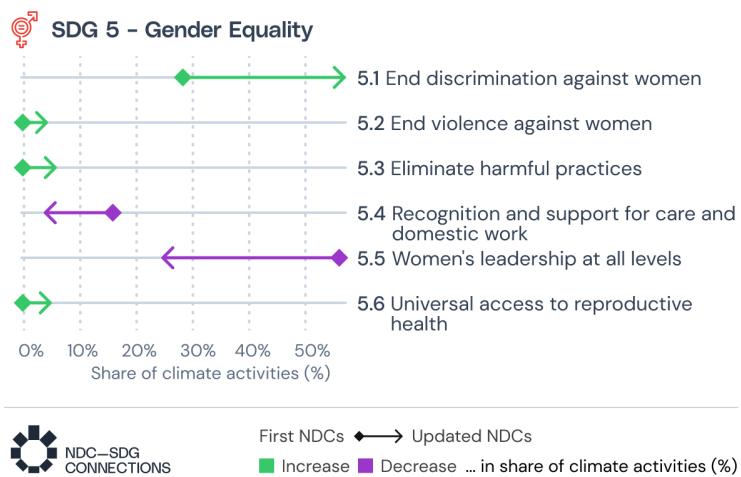 SDG 5 – Gender Equality
5.1 End discrimination against women
5.2 End violence against women
5.3 Eliminate harmful practices
5.4 Recognition and support for care and
domestic work
5.5 Women's leadership at all levels
5.6 Universal access to reproductive
health
0% 10% 20% 30% 40% 50%
Share of climate activities (%)
NDC–SDG
CONNECTIONS
First NDCs Updated NDCs
Increase Decrease ... in share of climate activities (%)